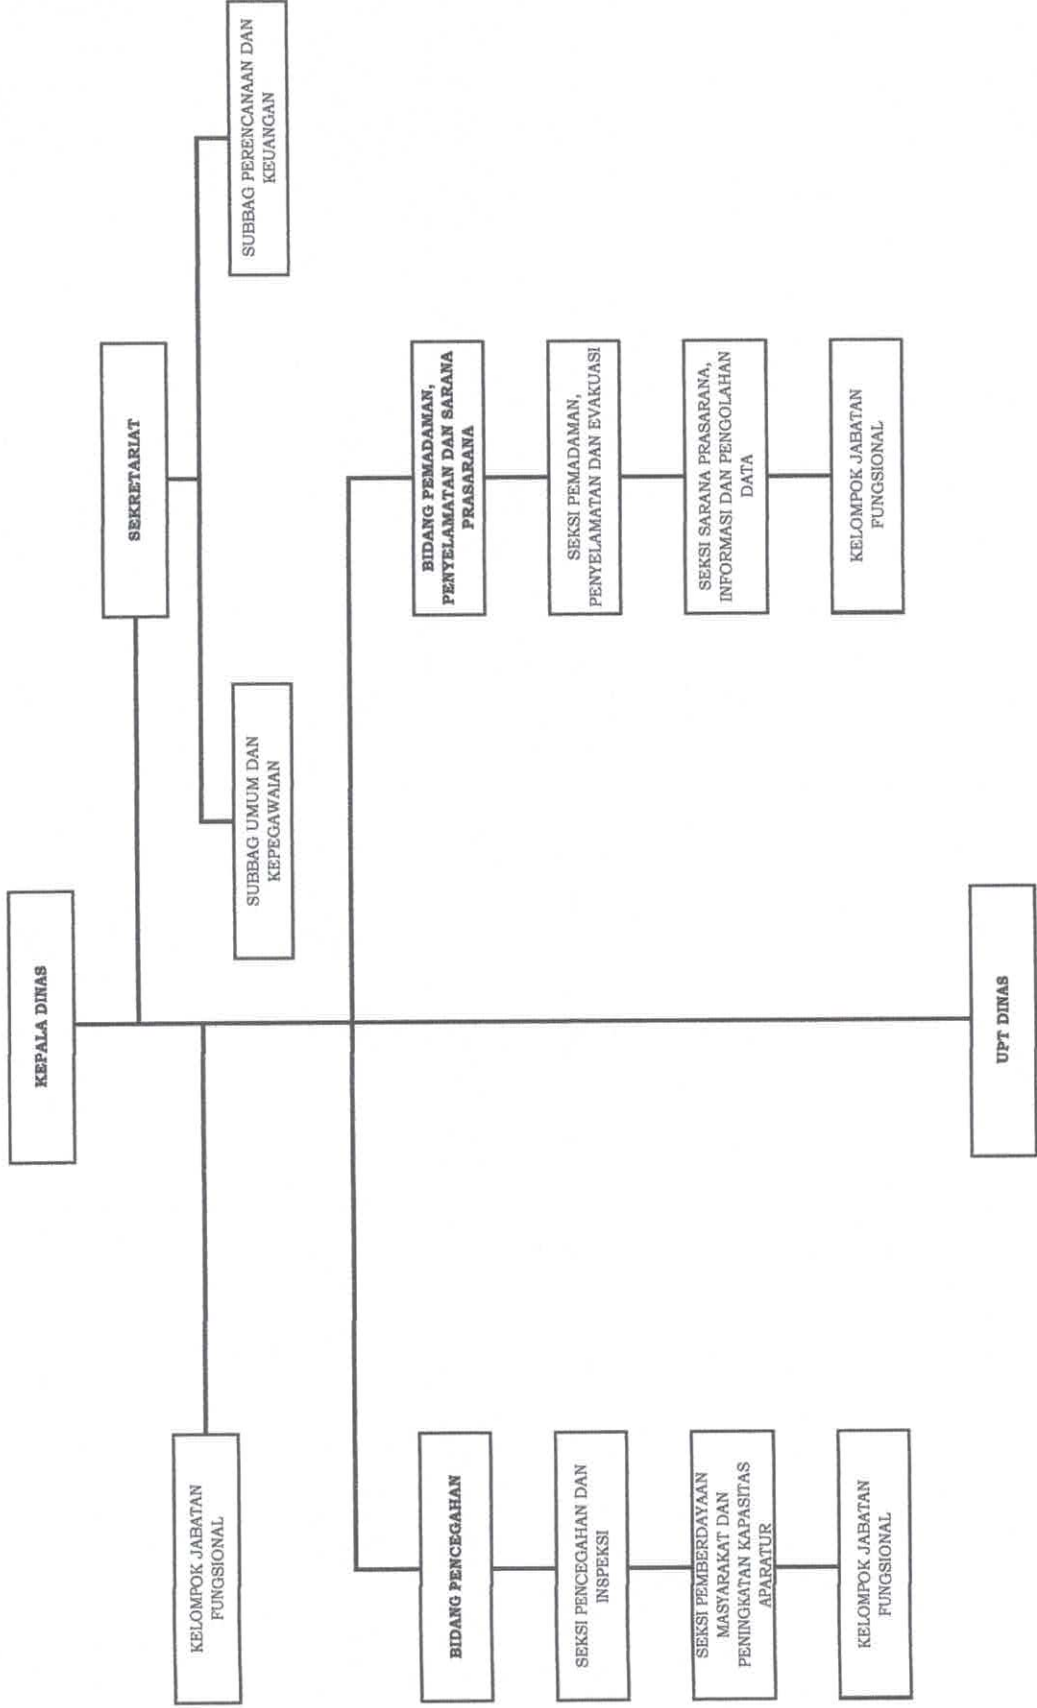 KEPALA DINAS
SEKRETARIAT
KELOMPOK JABATAN
FUNGSIONAL
SUBBAG UMUM DAN
KEPEGAWAIAN
SUBBAG PERENCANAAN DAN
KEUANGAN
BIDANG PENCEGAHAN
SEKSI PENCEGAHAN DAN
INSPEKSI
SEKSI PEMBERDAYAAN
MASYARAKAT DAN
PENINGKATAN KAPASITAS
APARATUR
KELOMPOK JABATAN
FUNGSIONAL
BIDANG PEMADAMAN,
PENYELAMATAN DAN SARANA
PRASARANA
SEKSI PEMADAMAN,
PENYELAMATAN DAN EVAKUASI
SEKSI SARANA PRASARANA,
INFORMASI DAN PENGOLAHAN
DATA
KELOMPOK JABATAN
FUNGSIONAL
UPT DINAS